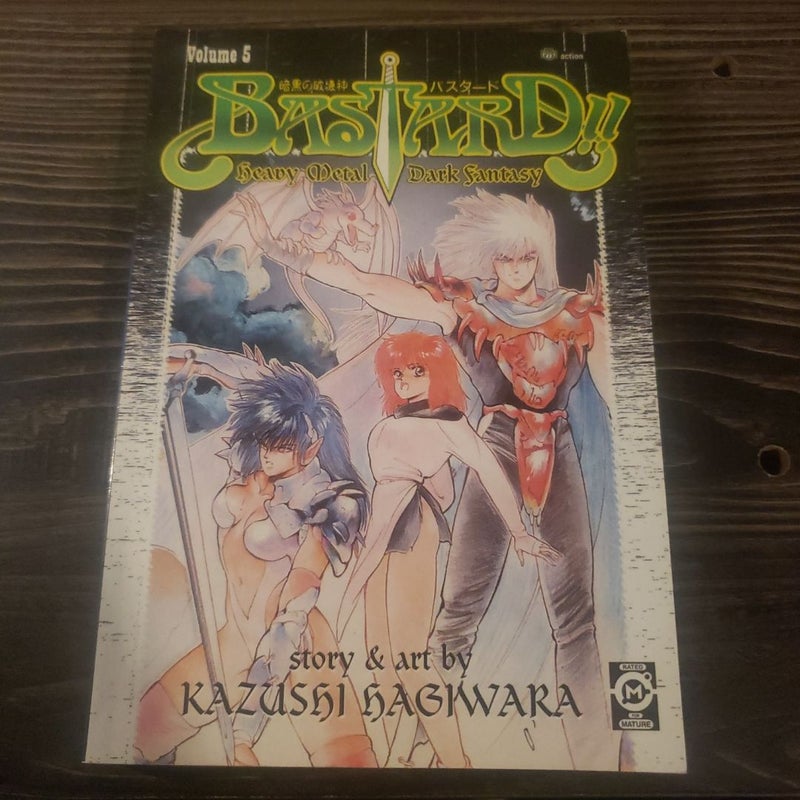 Volume 5
action
暗黒の破壊神
バスタード
BASTARD!!
Heavy Metal Dark Fantasy
story & art by
KAZUSHI HAGIWARA
RATED
M
FOR
MATURE